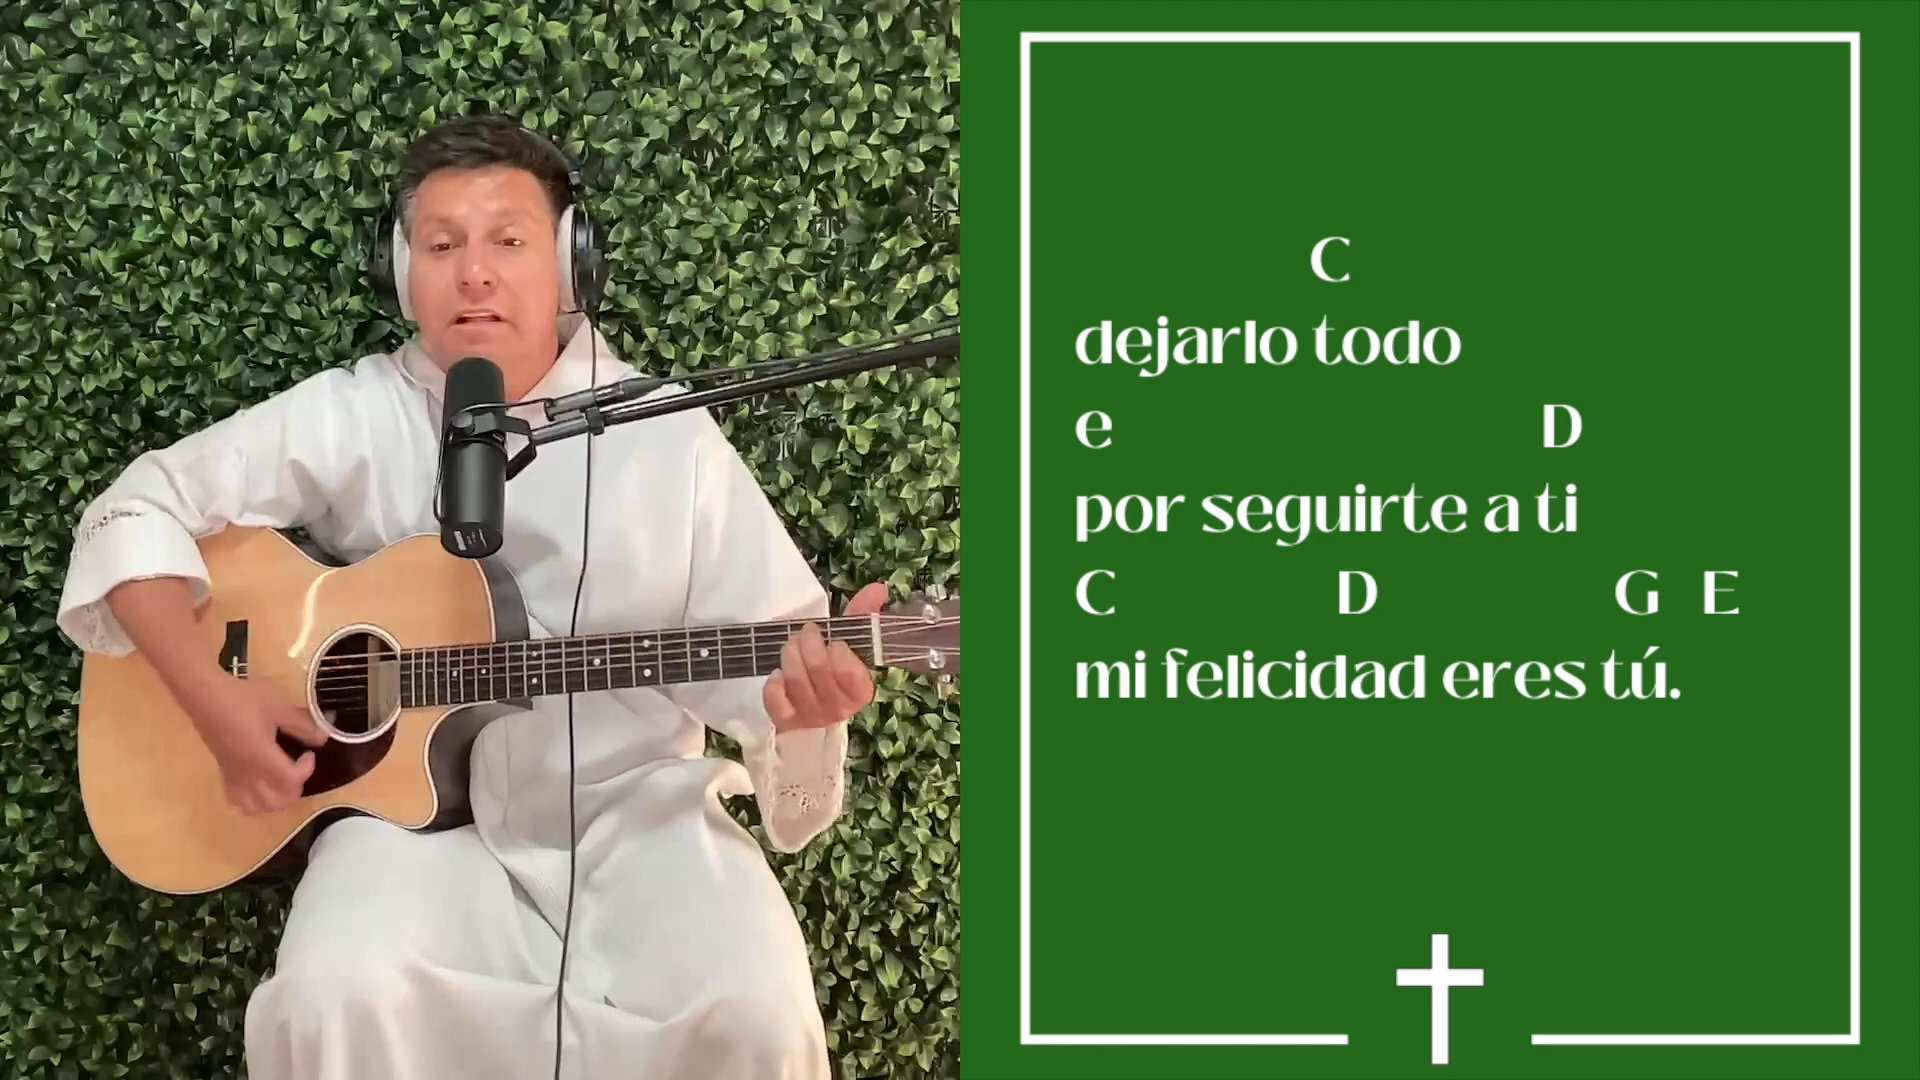 C
dejarlo todo
e D
por seguirte a ti
C D G E
mi felicidad eres tú.